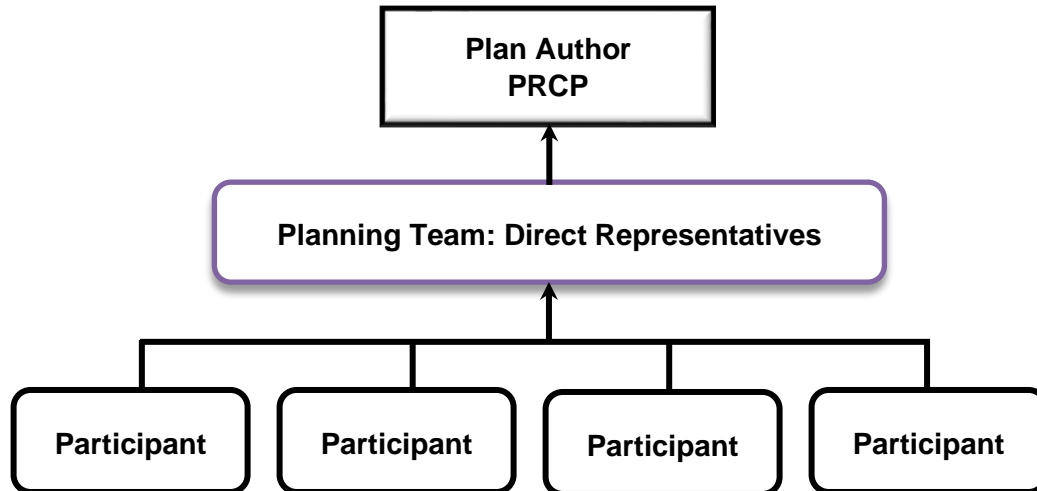 Plan Author
PRCP
Planning Team: Direct Representatives
Participant
Participant
Participant
Participant